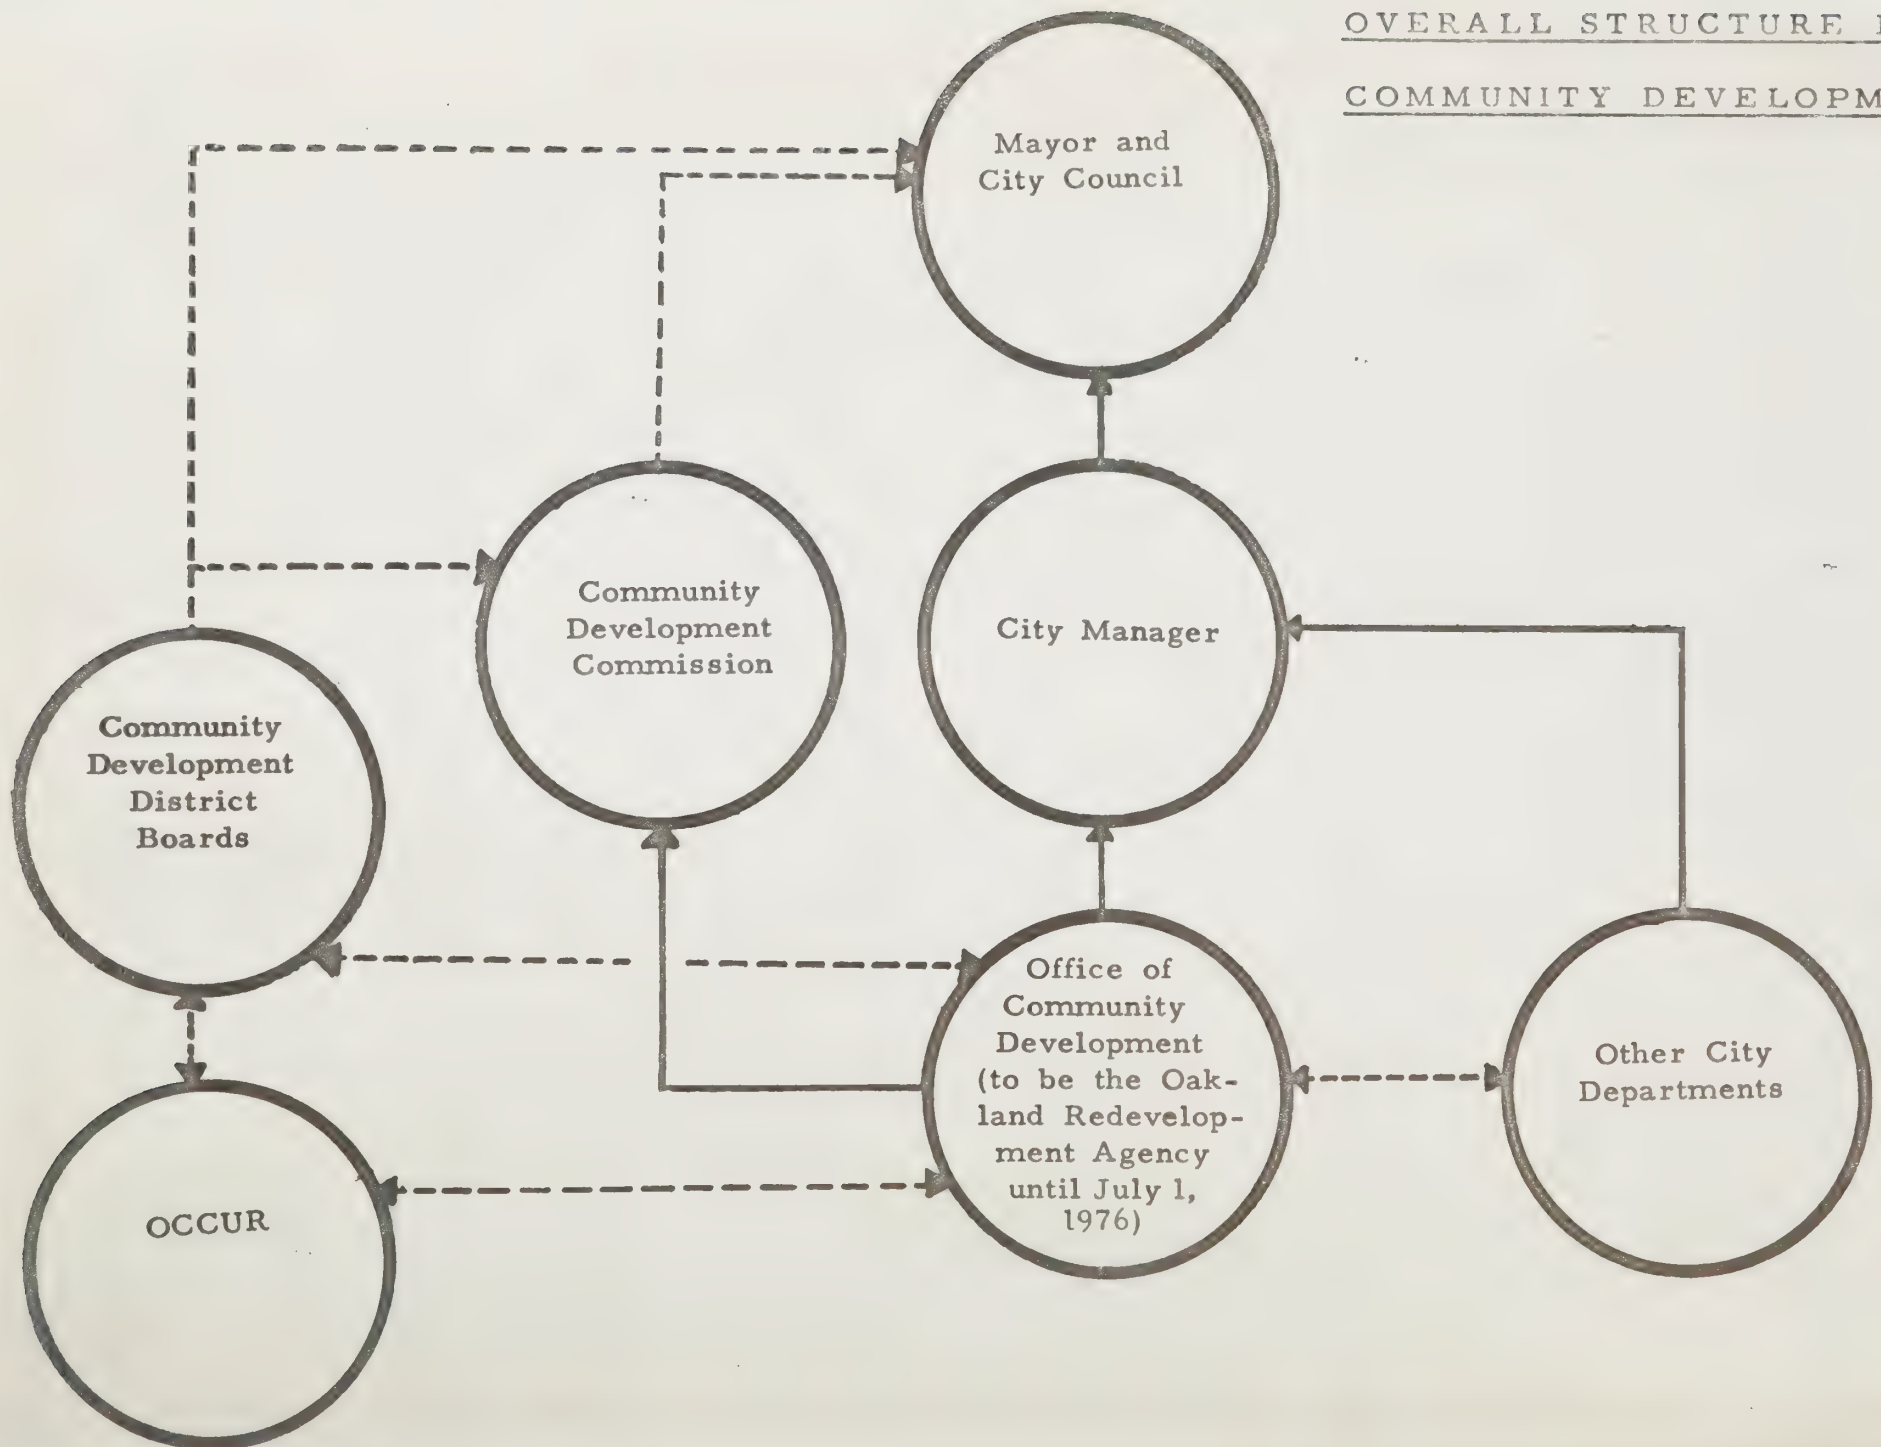 OVERALL STRUCTURE
COMMUNITY
Mayor and
City Council
Community
Development
Commission
City Manager
Community
Development
District
Boards
Office of
Community
Development
(to be the Oak-
land Redevelop-
ment Agency
until July 1,
1976)
Other City
Departments
OCCUR